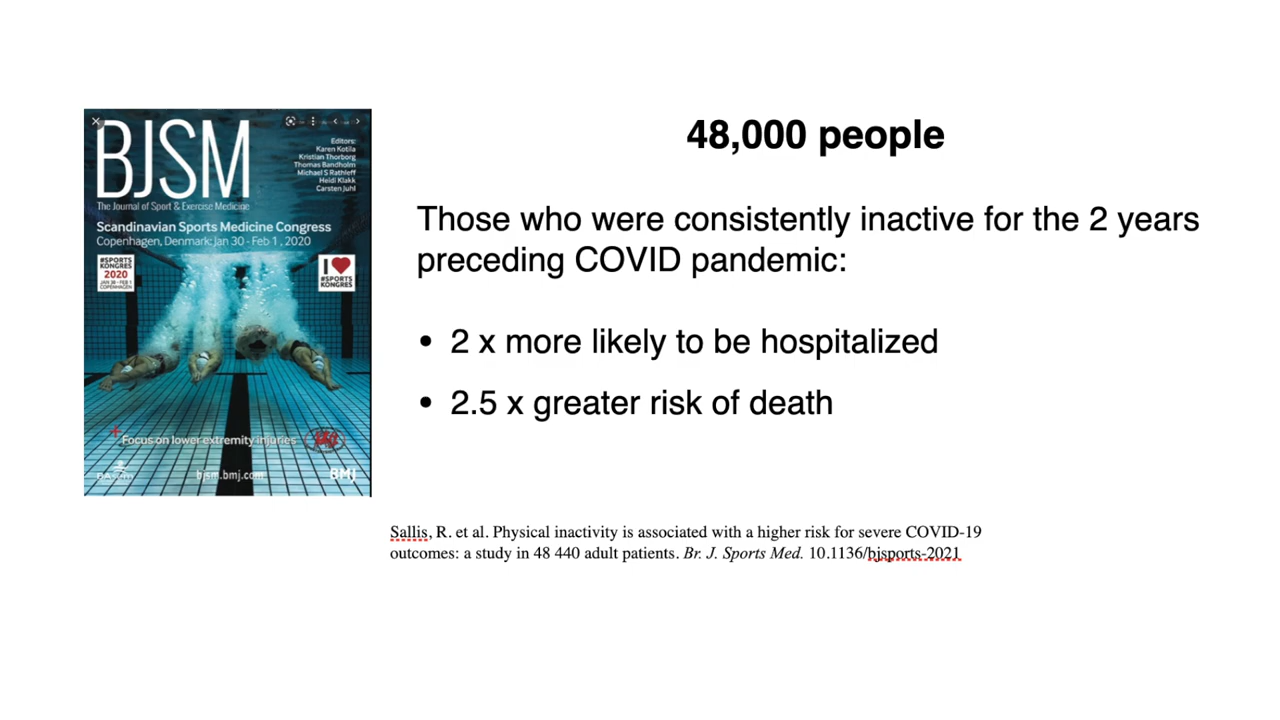 BJSM
The Journal of Sport & Exercise Medicine
Editors:
Karen Kotila
Kristian Thorborg
Thomas Bandholm
Michael S Rathleff
Heidi Klakk
Carsten Juhl
Scandinavian Sports Medicine Congress
Copenhagen, Denmark: Jan 30 - Feb 1, 2020
#SPORTS
KONGRES
2020
JAN 30 - FEB 1
COPENHAGEN
I ❤
#SPORTS
KONGRES
Focus on lower extremity injuries
bjsm.bmj.com
BMJ
48,000 people
Those who were consistently inactive for the 2 years
preceding COVID pandemic:
• 2 x more likely to be hospitalized
• 2.5 x greater risk of death
Sallis, R. et al. Physical inactivity is associated with a higher risk for severe COVID-19
outcomes: a study in 48 440 adult patients. Br. J. Sports Med. 10.1136/bjsports-2021